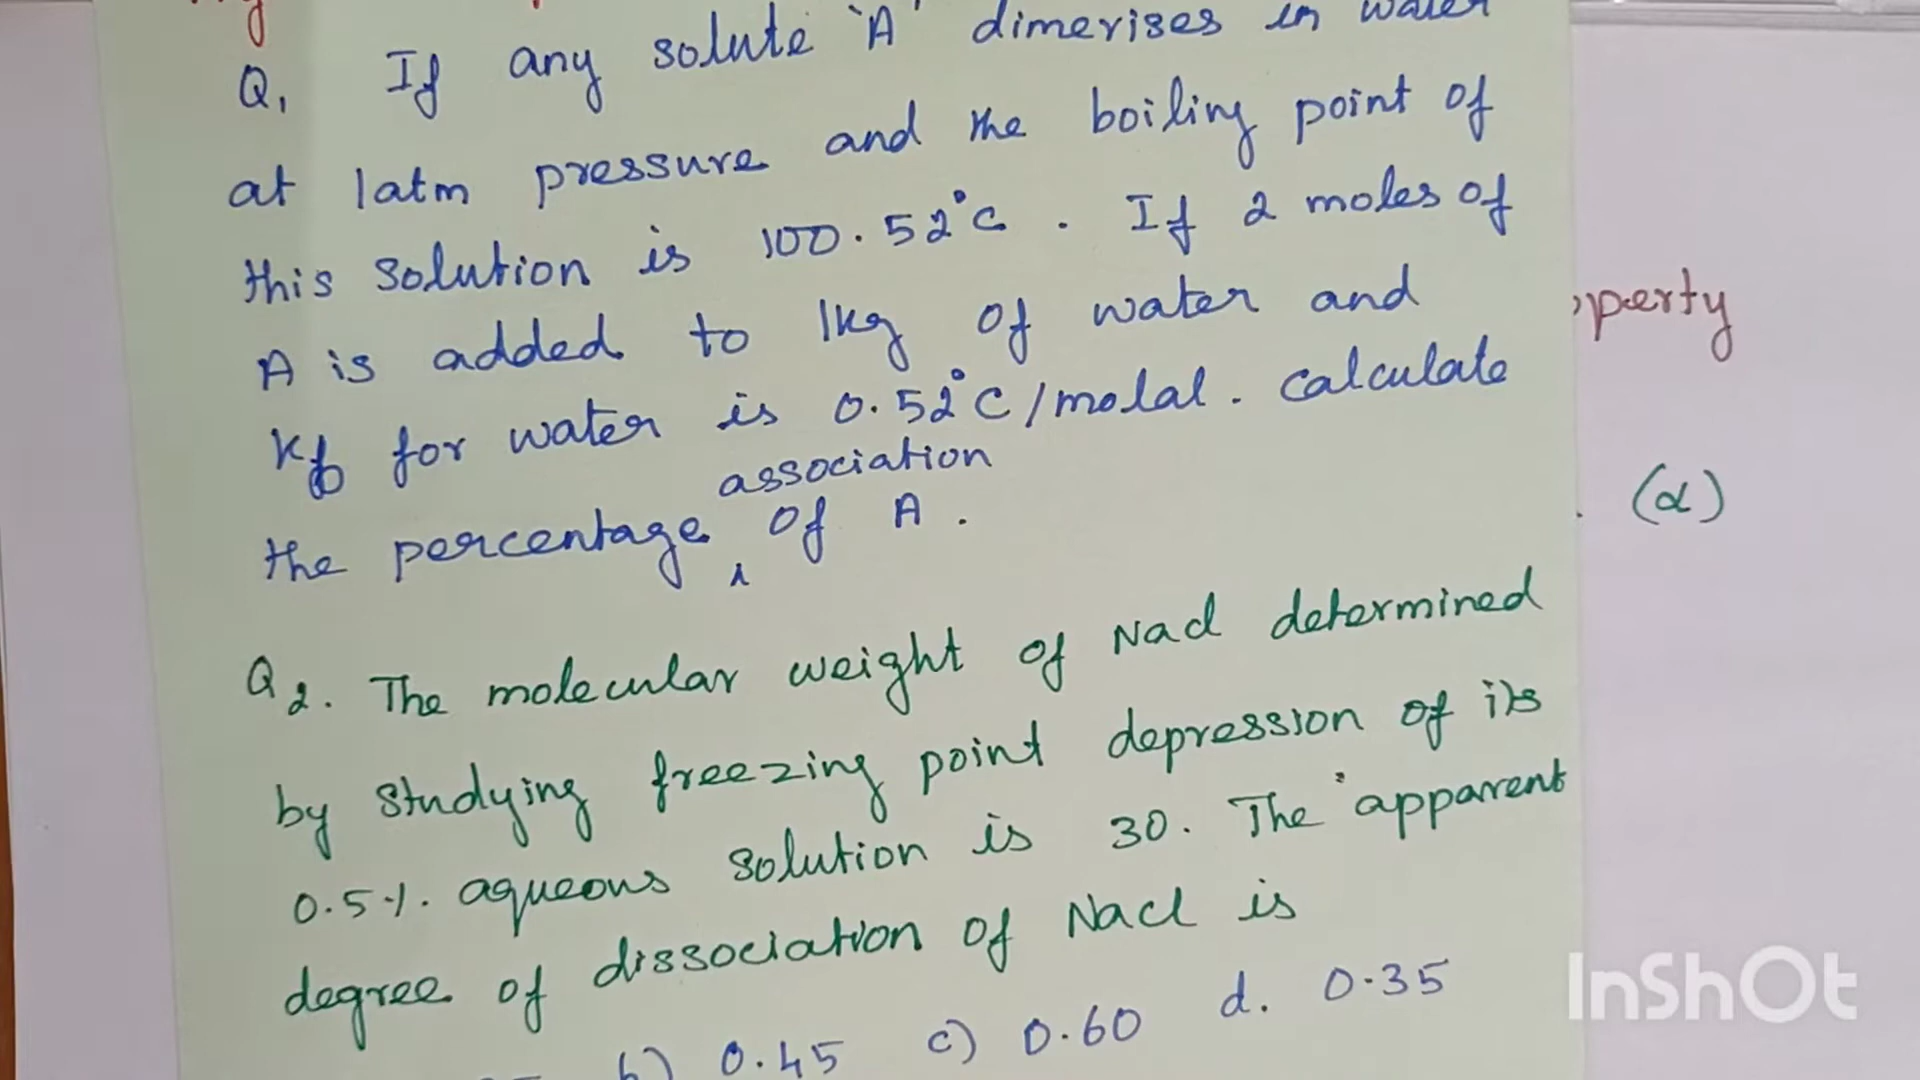 Q1 If any solute 'A' dimerises in water
at 1atm pressure and the boiling point of
this solution is 100.52°C. If 2 moles of
A is added to 1kg of water and
Kb for water is 0.52°C/molal. calculate
association
the percentage of A.
Q2. The molecular weight of Nacl determined
by studying freezing point depression of its
0.5%. aqueous solution is 30. The apparent
degree of dissociation of Nacl is
b) 0.45 c) 0.60 d. 0.35
operty
(α)
InShOt